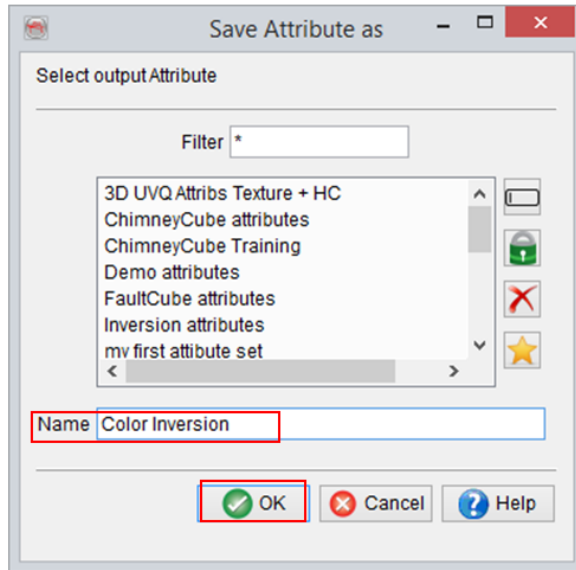 Save Attribute as
Select output Attribute
Filter *
3D UVQ Attribs Texture + HC
ChimneyCube attributes
ChimneyCube Training
Demo attributes
FaultCube attributes
Inversion attributes
my first attibute set
Name Color Inversion
OK Cancel Help